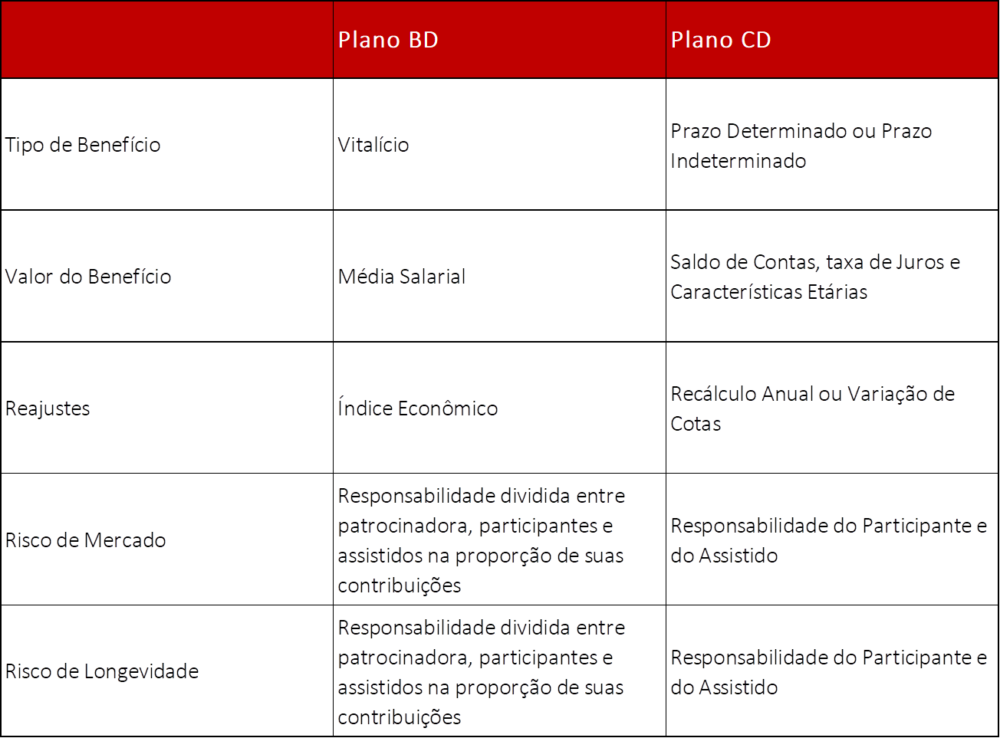 Plano BD
Plano CD
Tipo de Benefício
Vitalício
Prazo Determinado ou Prazo
Indeterminado
Valor do Benefício
Média Salarial
Saldo de Contas, taxa de Juros e
Características Etárias
Reajustes
Índice Econômico
Recálculo Anual ou Variação de
Cotas
Risco de Mercado
Responsabilidade dividida entre
patrocinadora, participantes e
assistidos na proporção de suas
contribuições
Responsabilidade do Participante e
do Assistido
Risco de Longevidade
Responsabilidade dividida entre
patrocinadora, participantes e
assistidos na proporção de suas
contribuições
Responsabilidade do Participante e
do Assistido